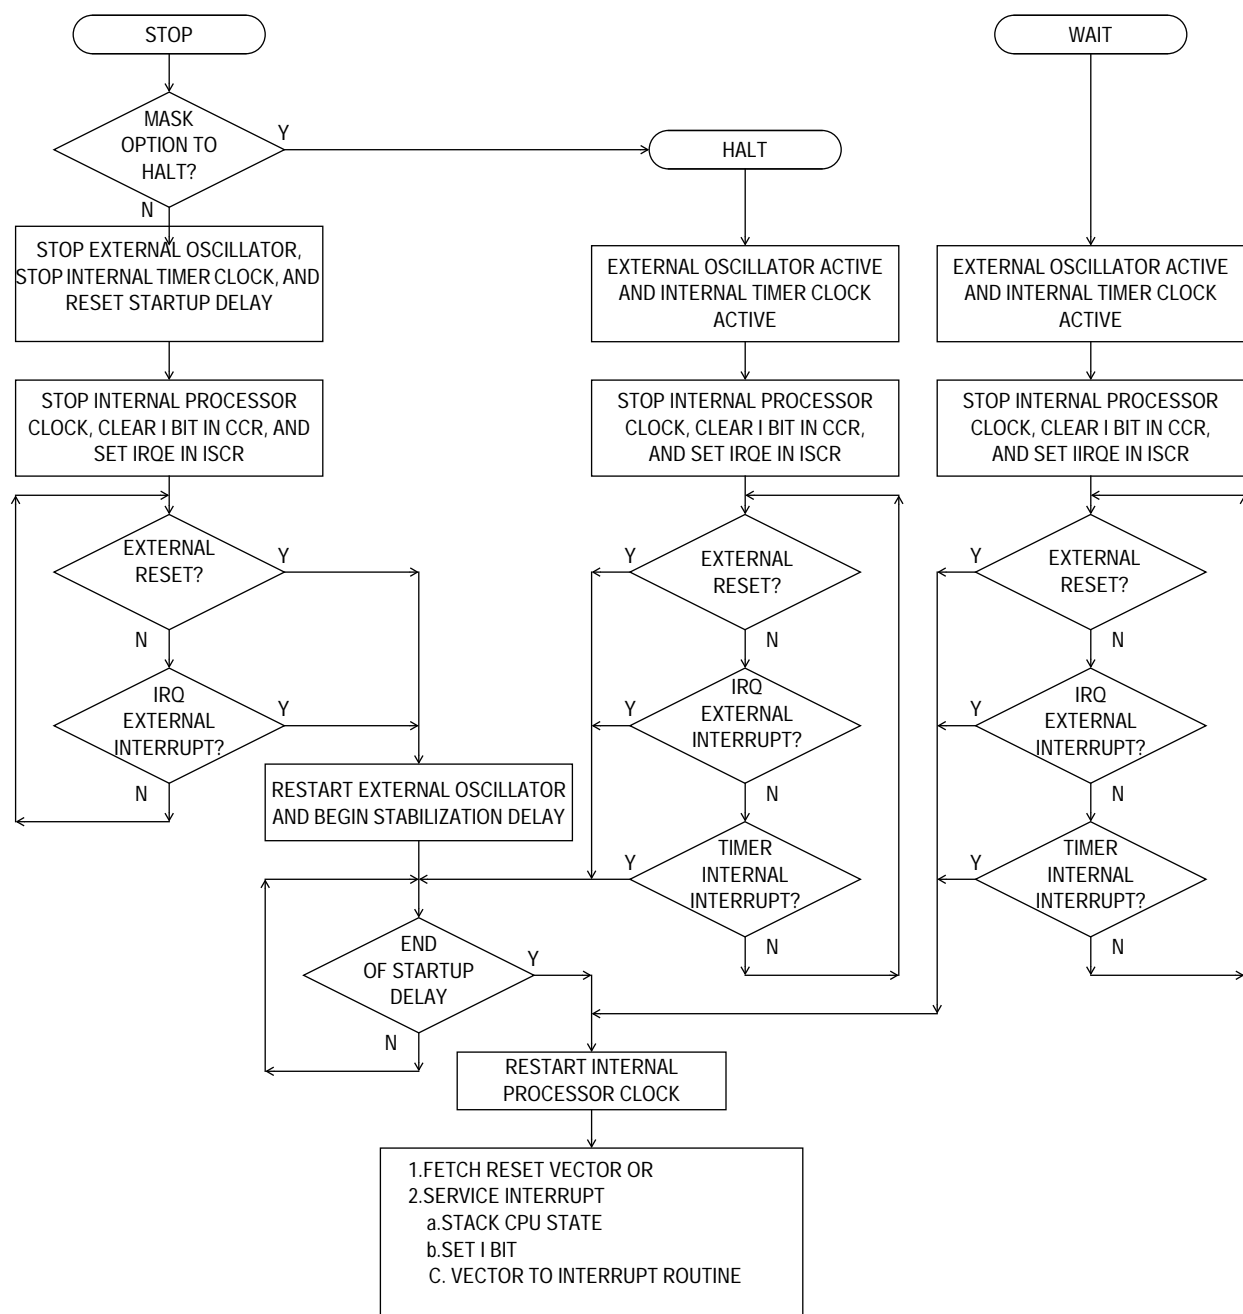 STOP
WAIT
MASK
OPTION TO
HALT?
Y
HALT
N
STOP EXTERNAL OSCILLATOR,
STOP INTERNAL TIMER CLOCK, AND
RESET STARTUP DELAY
EXTERNAL OSCILLATOR ACTIVE
AND INTERNAL TIMER CLOCK
ACTIVE
EXTERNAL OSCILLATOR ACTIVE
AND INTERNAL TIMER CLOCK
ACTIVE
STOP INTERNAL PROCESSOR
CLOCK, CLEAR I BIT IN CCR, AND
SET IRQE IN ISCR
STOP INTERNAL PROCESSOR
CLOCK, CLEAR I BIT IN CCR,
AND SET IRQE IN ISCR
STOP INTERNAL PROCESSOR
CLOCK, CLEAR I BIT IN CCR,
AND SET IIRQE IN ISCR
EXTERNAL
RESET?
Y
N
Y
EXTERNAL
RESET?
N
Y
EXTERNAL
RESET?
N
IRQ
EXTERNAL
INTERRUPT?
Y
N
Y
IRQ
EXTERNAL
INTERRUPT?
N
Y
IRQ
EXTERNAL
INTERRUPT?
N
RESTART EXTERNAL OSCILLATOR
AND BEGIN STABILIZATION DELAY
Y
TIMER
INTERNAL
INTERRUPT?
N
Y
TIMER
INTERNAL
INTERRUPT?
N
END
OF STARTUP
DELAY
Y
N
RESTART INTERNAL
PROCESSOR CLOCK
1.FETCH RESET VECTOR OR
2.SERVICE INTERRUPT
a.STACK CPU STATE
b.SET I BIT
C. VECTOR TO INTERRUPT ROUTINE